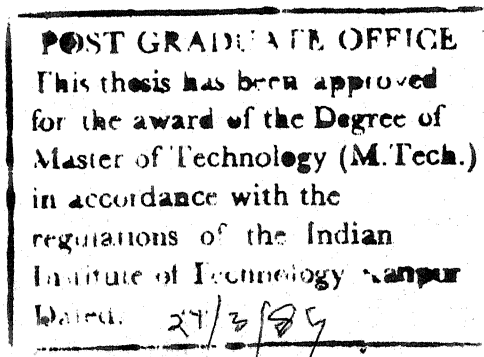 POST GRADUATE OFFICE
This thesis has been approved
for the award of the Degree of
Master of Technology (M.Tech.)
in accordance with the
regulations of the Indian
Institute of Technology Kanpur
Dated. 27/3/85